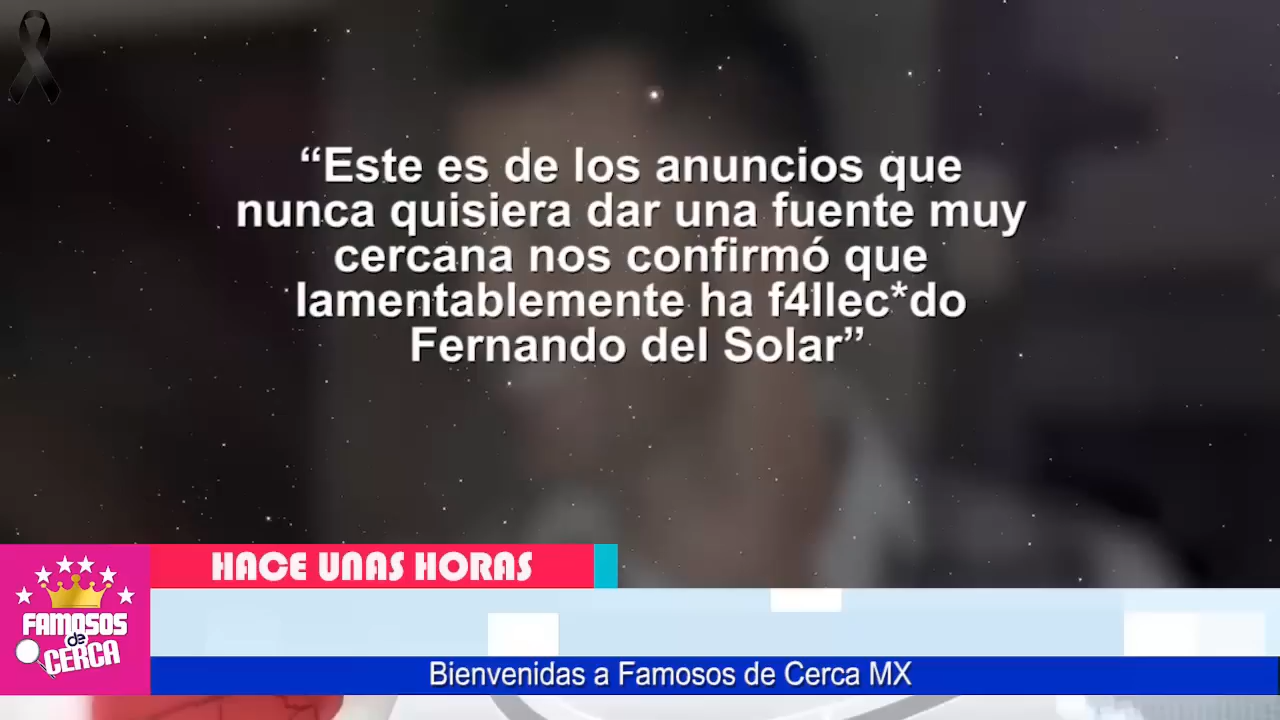 “Este es de los anuncios que
nunca quisiera dar una fuente muy
cercana nos confirmó que
lamentablemente ha f4llec*do
Fernando del Solar”
HACE UNAS HORAS
FAMOSOS
de
CERCA
Bienvenidas a Famosos de Cerca MX